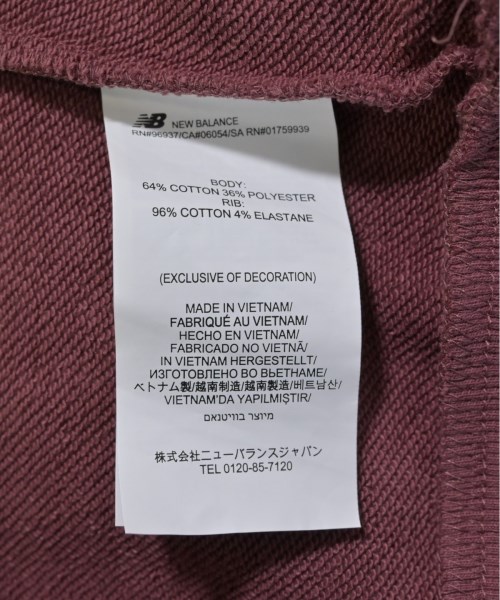 NB NEW BALANCE
RN#96937/CA#06054/SA RN#01759939
BODY:
64% COTTON 36% POLYESTER
RIB:
96% COTTON 4% ELASTANE
(EXCLUSIVE OF DECORATION)
MADE IN VIETNAM/
FABRIQUÉ AU VIETNAM/
HECHO EN VIETNAM/
FABRICADO NO VIETNÃ/
IN VIETNAM HERGESTELLT/
ИЗГОТОВЛЕНО ВО ВЬЕТНАМЕ/
ベトナム製/越南制造/越南製造/베트남산/
VIETNAM'DA YAPILMIŞTIR/
מיוצר בוויטנאם
株式会社ニューバランスジャパン
TEL 0120-85-7120